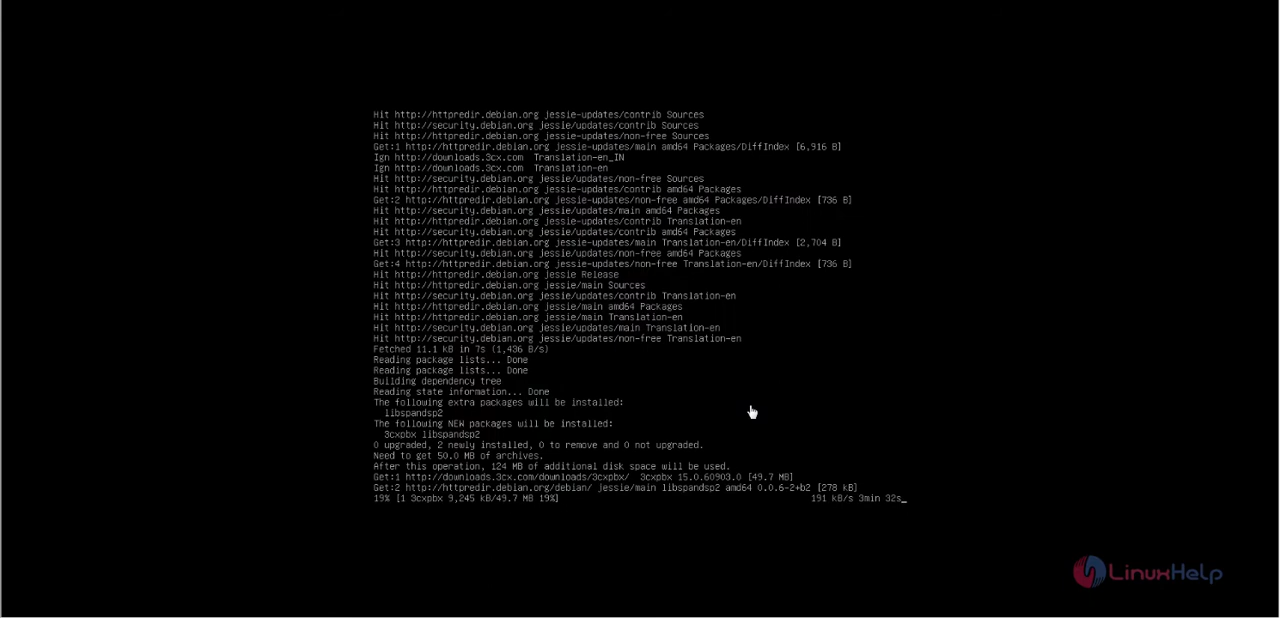 Hit http://httpredir.debian.org jessie-updates/contrib Sources
Hit http://security.debian.org jessie/updates/contrib Sources
Hit http://httpredir.debian.org jessie-updates/non-free Sources
Get:1 http://httpredir.debian.org jessie-updates/main amd64 Packages/DiffIndex [6,916 B]
Ign http://downloads.3cx.com  Translation-en_IN
Ign http://downloads.3cx.com  Translation-en
Hit http://security.debian.org jessie/updates/non-free Sources
Hit http://httpredir.debian.org jessie-updates/contrib amd64 Packages
Get:2 http://httpredir.debian.org jessie-updates/non-free amd64 Packages/DiffIndex [736 B]
Hit http://security.debian.org jessie/updates/main amd64 Packages
Hit http://httpredir.debian.org jessie-updates/contrib Translation-en
Hit http://security.debian.org jessie/updates/contrib amd64 Packages
Get:3 http://httpredir.debian.org jessie-updates/main Translation-en/DiffIndex [2,704 B]
Hit http://security.debian.org jessie/updates/non-free amd64 Packages
Get:4 http://httpredir.debian.org jessie-updates/non-free Translation-en/DiffIndex [736 B]
Hit http://httpredir.debian.org jessie Release
Hit http://httpredir.debian.org jessie/main Sources
Hit http://security.debian.org jessie/updates/contrib Translation-en
Hit http://httpredir.debian.org jessie/main amd64 Packages
Hit http://httpredir.debian.org jessie/main Translation-en
Hit http://security.debian.org jessie/updates/main Translation-en
Hit http://security.debian.org jessie/updates/non-free Translation-en
Fetched 11.1 kB in 7s (1,436 B/s)
Reading package lists... Done
Reading package lists... Done
Building dependency tree
Reading state information... Done
The following extra packages will be installed:
libspandsp2
The following NEW packages will be installed:
3cxpbx libspandsp2
0 upgraded, 2 newly installed, 0 to remove and 0 not upgraded.
Need to get 50.0 MB of archives.
After this operation, 124 MB of additional disk space will be used.
Get:1 http://downloads.3cx.com/downloads/3cxpbx/  3cxpbx 15.0.60903.0 [49.7 MB]
Get:2 http://httpredir.debian.org/debian/ jessie/main libspandsp2 amd64 0.0.6-2+b2 [278 kB]
19% [1 3cxpbx 9,245 kB/49.7 MB 19%] 191 kB/s 3min 32s_
LinuxHelp